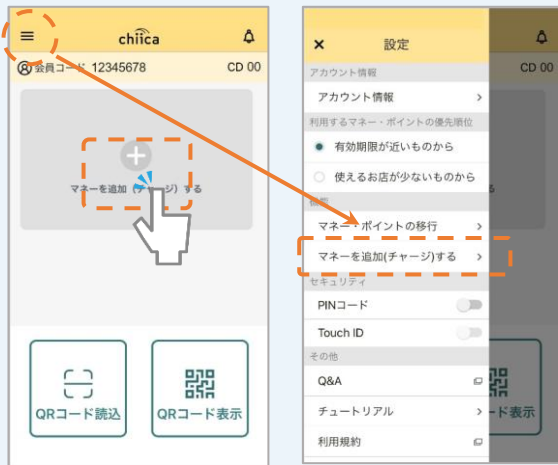 chiica
会員コード 12345678 CD 00
マネーを追加（チャージ）する
QRコード読込
QRコード表示
設定
CD 00
アカウント情報
アカウント情報
利用するマネー・ポイントの優先順位
有効期限が近いものから
使えるお店が少ないものから
る
機能
マネー・ポイントの移行
マネーを追加(チャージ)する
セキュリティ
PINコード
Touch ID
その他
Q&A
チュートリアル
ード表示
利用規約